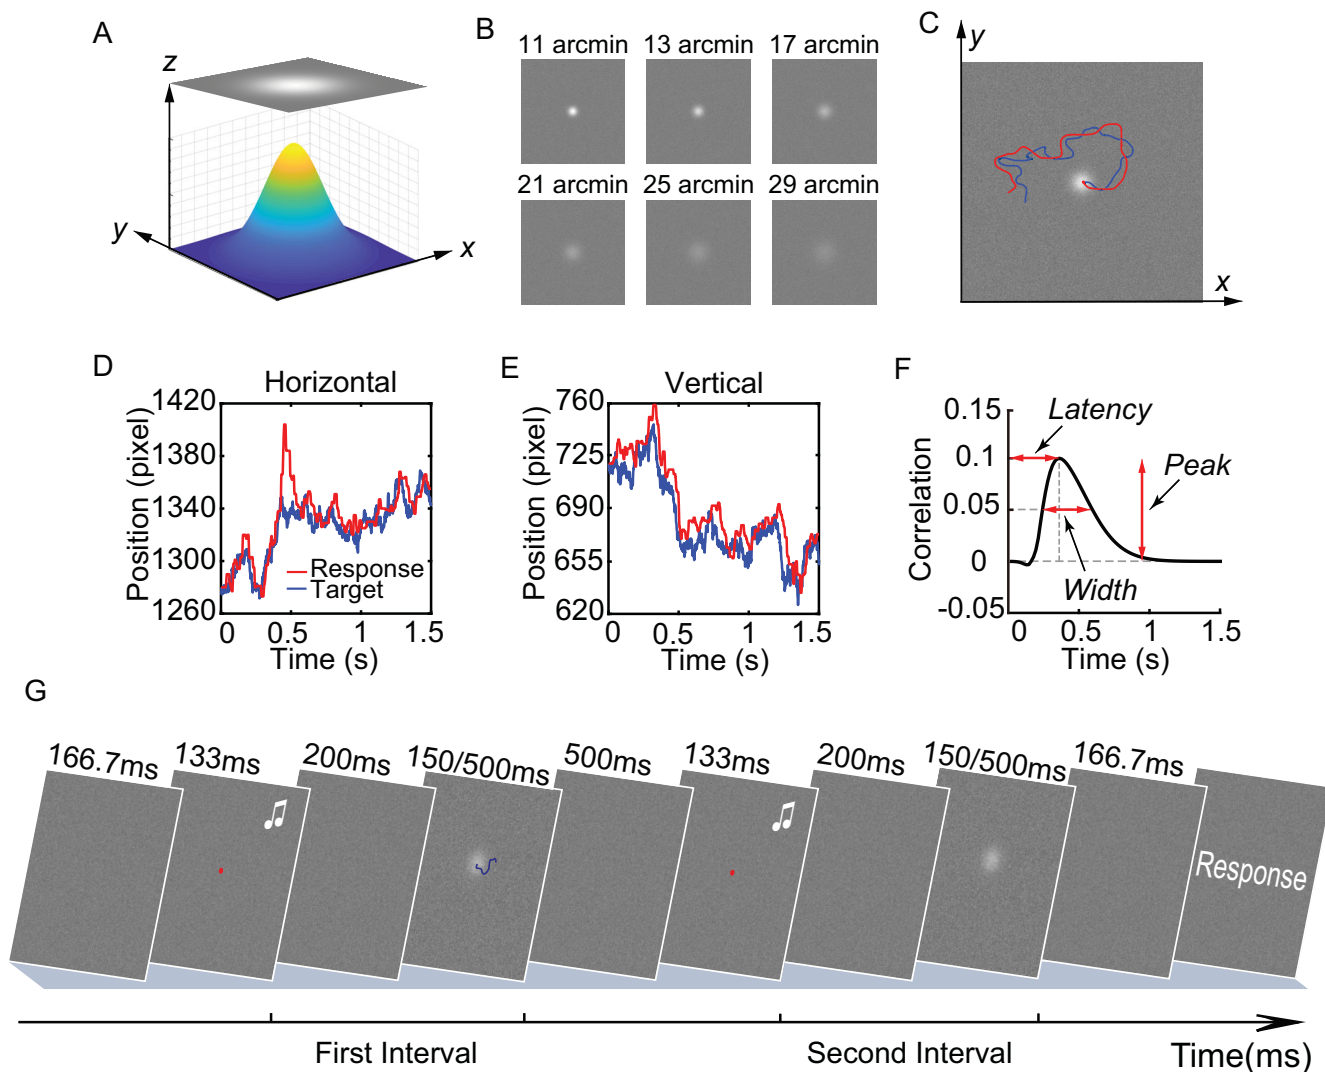 A
z
y
x
B
11 arcmin 13 arcmin 17 arcmin
21 arcmin 25 arcmin 29 arcmin
C
y
x
D
Horizontal
Position (pixel)
1420
1380
1340
1300
1260
Response
Target
0 0.5 1 1.5
Time (s)
E
Vertical
Position (pixel)
760
725
690
655
620
0 0.5 1 1.5
Time (s)
F
Correlation
0.15
0.1
0.05
0
-0.05
Latency
Peak
Width
0 0.5 1 1.5
Time (s)
G
166.7ms 133ms 200ms 150/500ms 500ms 133ms 200ms 150/500ms 166.7ms
Response
First Interval Second Interval Time(ms)